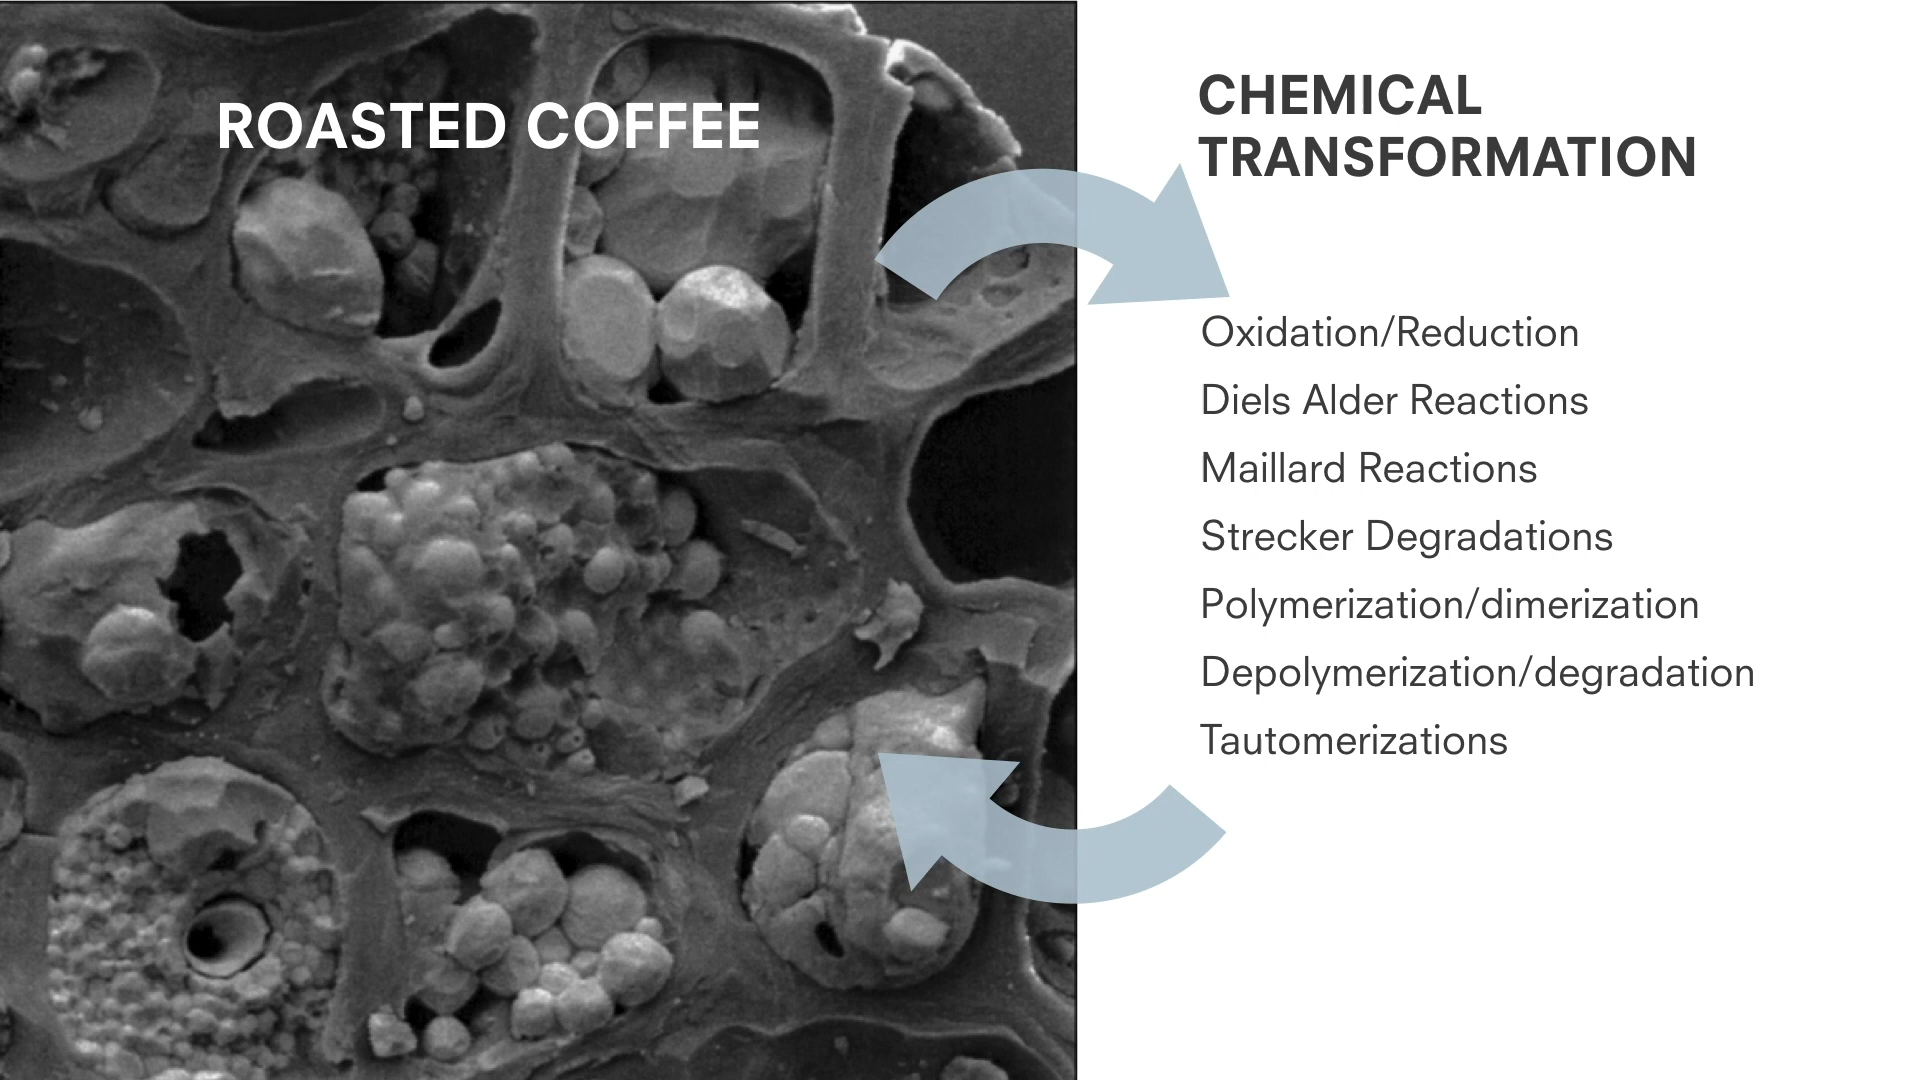 ROASTED COFFEE
CHEMICAL
TRANSFORMATION
Oxidation/Reduction
Diels Alder Reactions
Maillard Reactions
Strecker Degradations
Polymerization/dimerization
Depolymerization/degradation
Tautomerizations